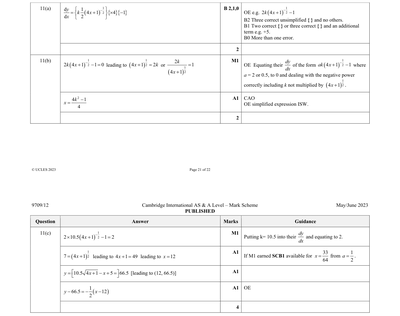 11(a)
dy/dx = {k 1/2 (4x+1)^(-1/2)}[×4][-1]
B 2,1,0
OE e.g. 2k(4x+1)^(-1/2) -1
B2 Three correct unsimplified { } and no others.
B1 Two correct { } or three correct { } and an additional term e.g. +5.
B0 More than one error.
2
11(b)
2k(4x+1)^(-1/2) -1 = 0 leading to (4x+1)^(1/2) = 2k or 2k/(4x+1)^(1/2) = 1
M1
OE Equating their dy/dx of the form ak(4x+1)^(-1/2) -1 where
a = 2 or 0.5, to 0 and dealing with the negative power
correctly including k not multiplied by (4x+1)^(1/2).
x = (4k²-1)/4
A1
CAO
OE simplified expression ISW.
2
© UCLES 2023
Page 21 of 22
9709/12
Cambridge International AS & A Level – Mark Scheme
PUBLISHED
May/June 2023
Question
Answer
Marks
Guidance
11(c)
2×10.5(4x+1)^(-1/2) -1 = 2
M1
Putting k= 10.5 into their dy/dx and equating to 2.
7 = (4x+1)^(1/2) leading to 4x+1 = 49 leading to x = 12
A1
If M1 earned SCB1 available for x = 33/64 from a = 1/2.
y = [10.5√4x+1 - x + 5 =] 66.5 [leading to (12, 66.5)]
A1
y - 66.5 = -1/2 (x-12)
A1
OE
4